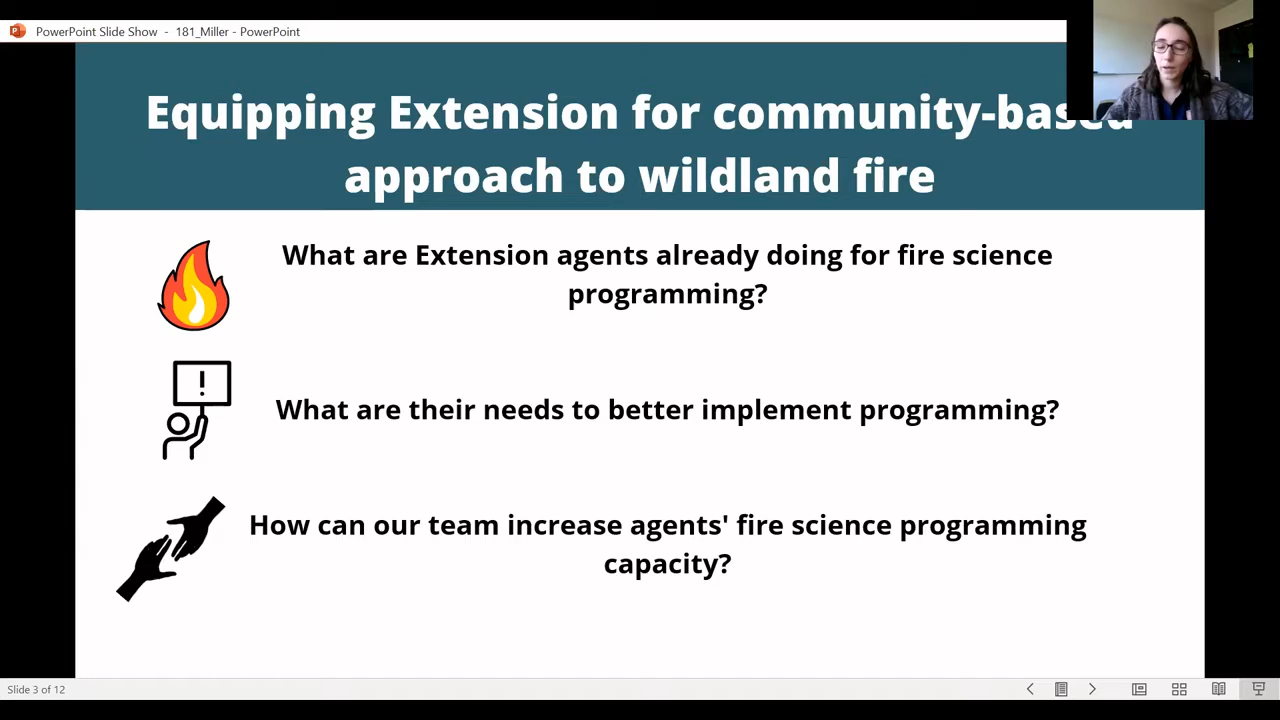 PowerPoint Slide Show - 181_Miller - PowerPoint
Equipping Extension for community-based
approach to wildland fire
What are Extension agents already doing for fire science
programming?
!
What are their needs to better implement programming?
How can our team increase agents' fire science programming
capacity?
Slide 3 of 12